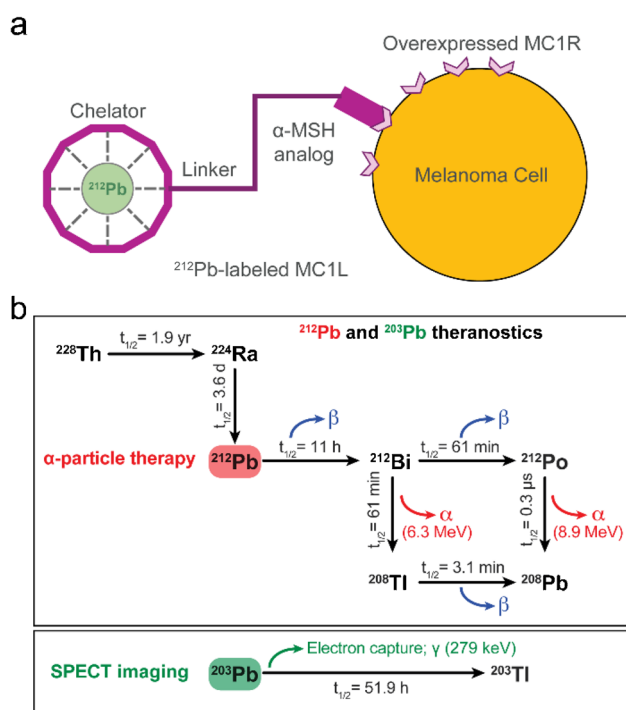 a
Overexpressed MC1R
Chelator
α-MSH
analog
Linker
²¹²Pb
Melanoma Cell
²¹²Pb-labeled MC1L
b
²¹²Pb and ²⁰³Pb theranostics
²²⁸Th
t1/2= 1.9 yr
²²⁴Ra
t1/2= 3.6 d
β
β
α-particle therapy
²¹²Pb
t1/2= 11 h
²¹²Bi
t1/2= 61 min
²¹²Po
t1/2= 61 min
α
(6.3 MeV)
t1/2= 0.3 µs
α
(8.9 MeV)
²⁰⁸Tl
t1/2= 3.1 min
²⁰⁸Pb
β
Electron capture; γ (279 keV)
SPECT imaging
²⁰³Pb
²⁰³Tl
t1/2= 51.9 h